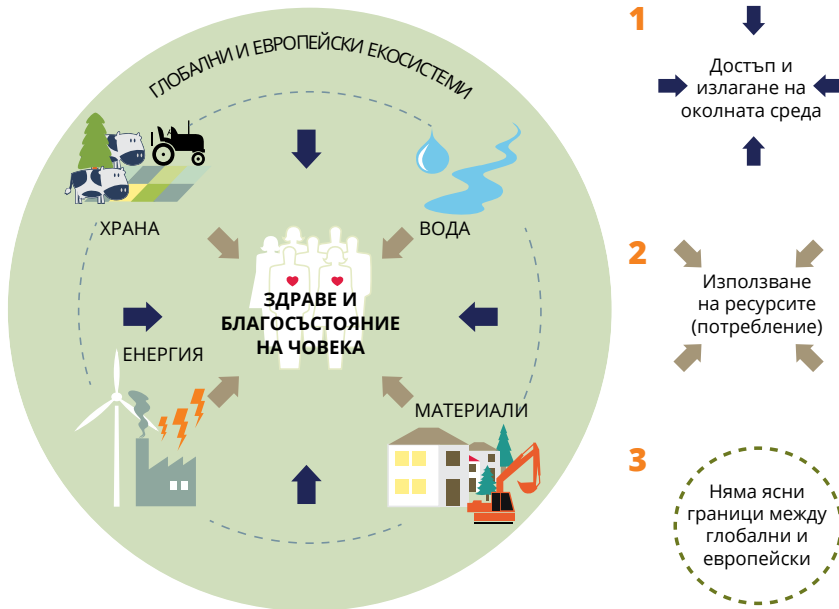 ГЛОБАЛНИ И ЕВРОПЕЙСКИ ЕКОСИСТЕМИ
ХРАНА
ВОДА
ЗДРАВЕ И
БЛАГОСЪСТОЯНИЕ
НА ЧОВЕКА
ЕНЕРГИЯ
МАТЕРИАЛИ
1
Достъп и
излагане на
околната среда
2
Използване
на ресурсите
(потребление)
3
Няма ясни
граници между
глобални и
европейски